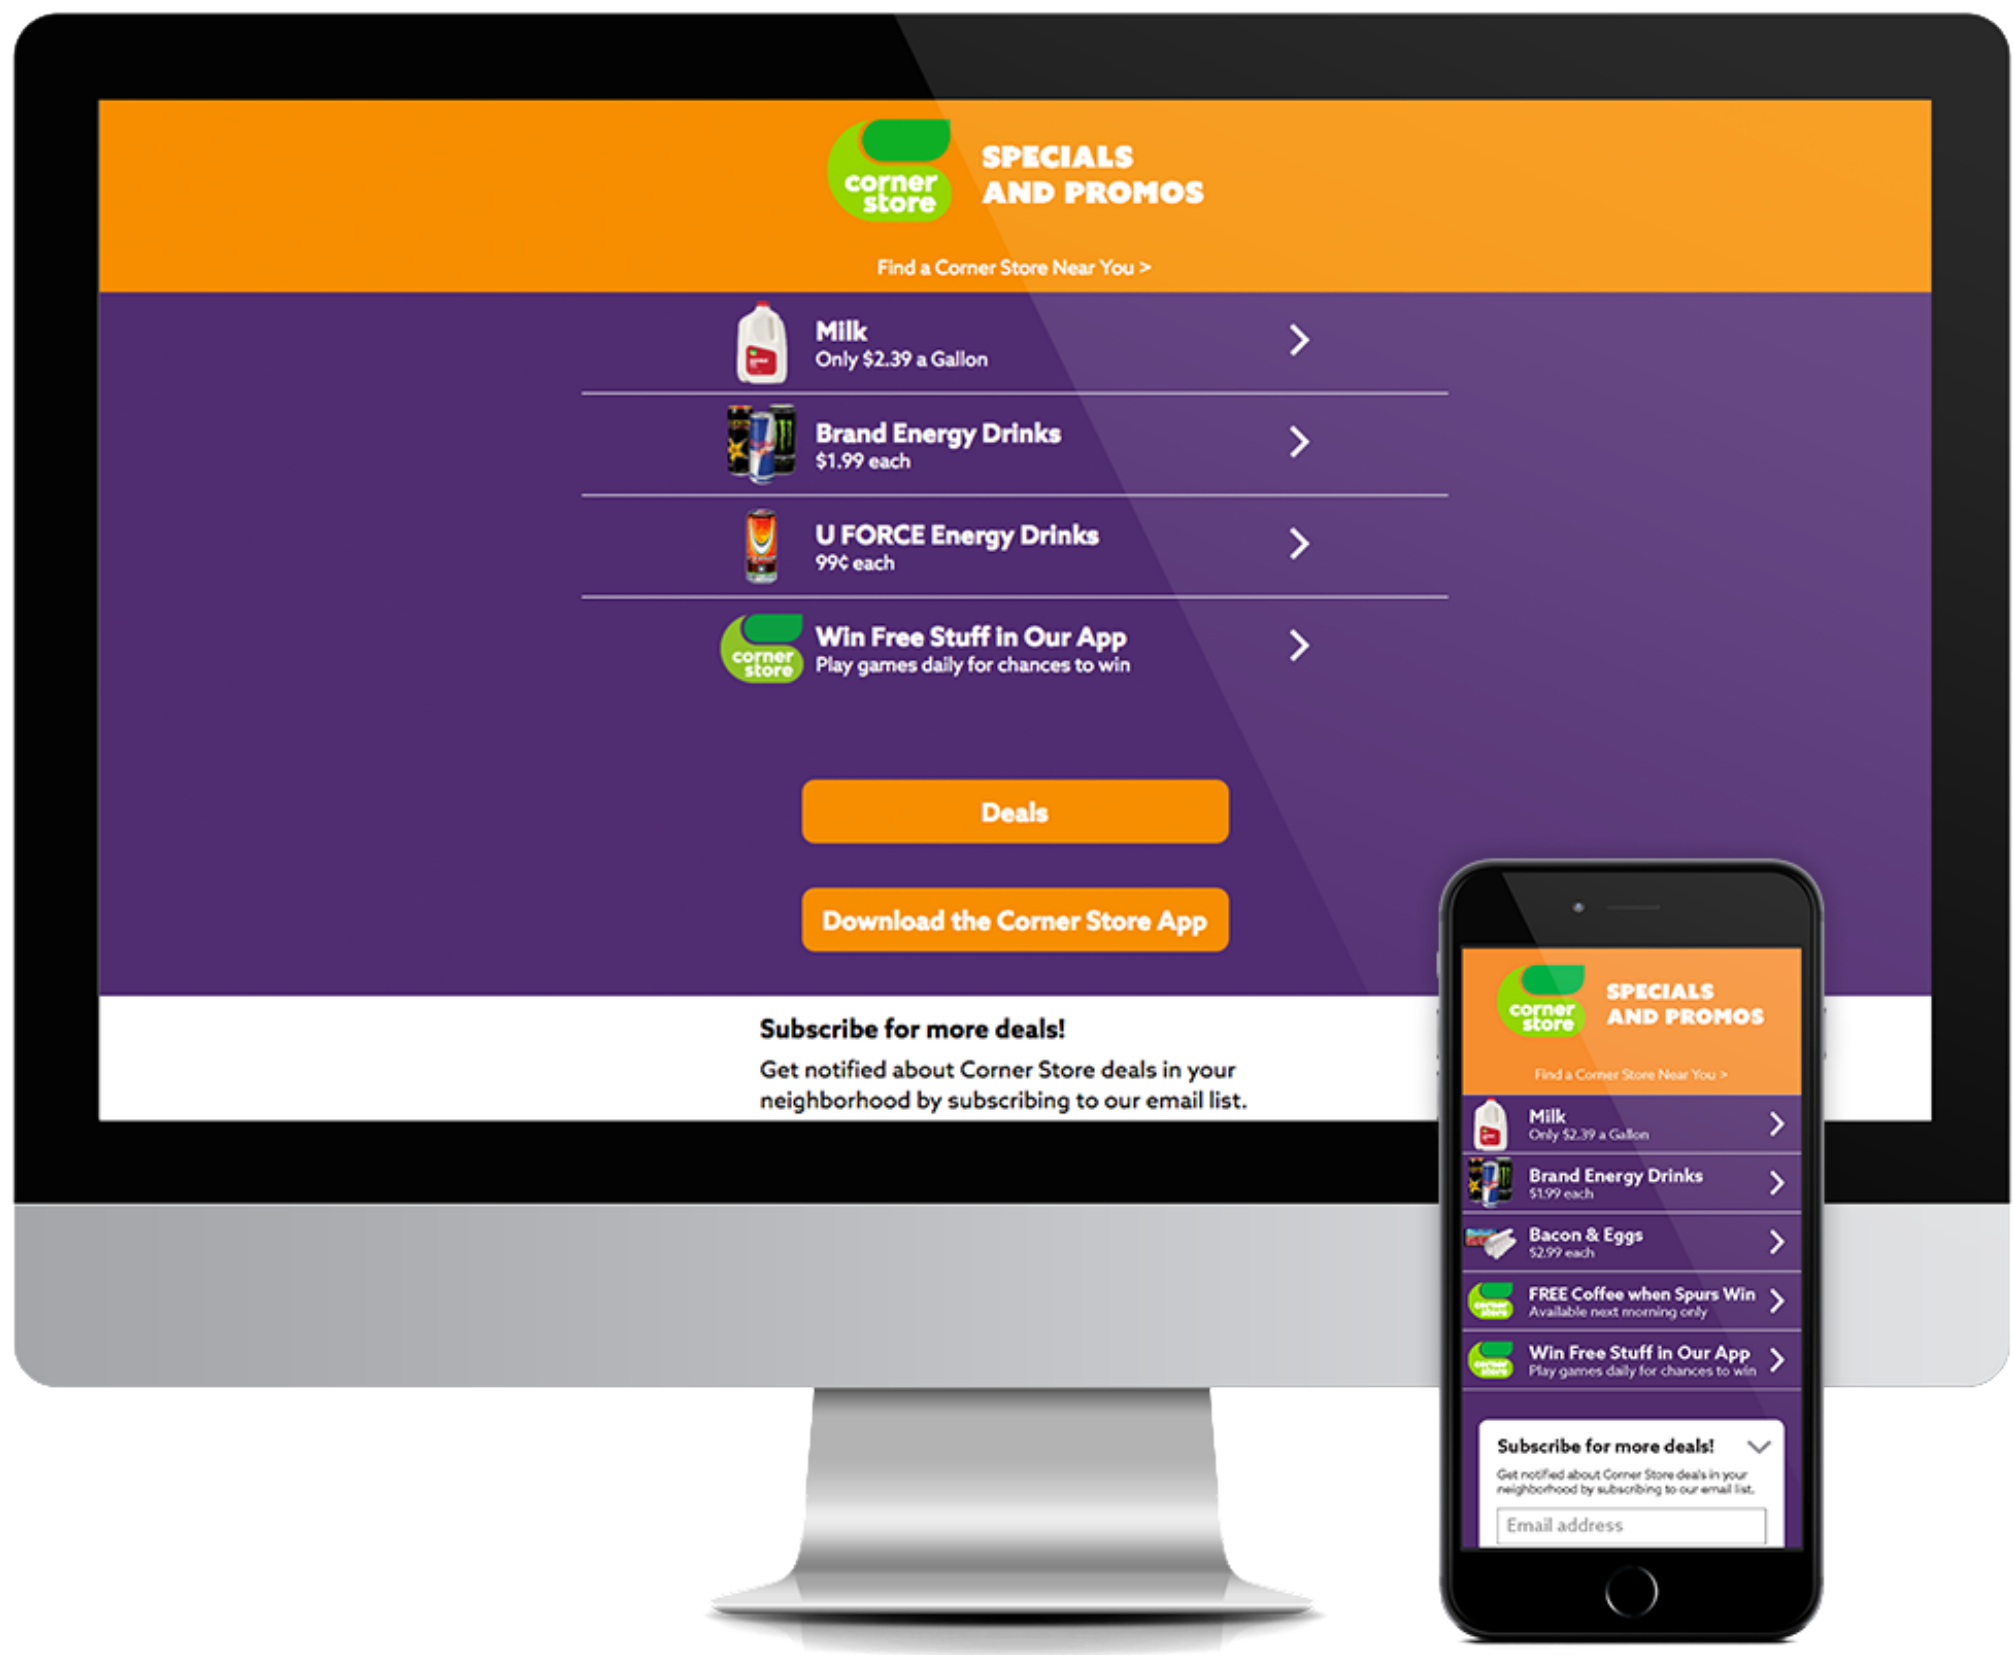 corner
store
SPECIALS
AND PROMOS
Find a Corner Store Near You >
Milk
Only $2.39 a Gallon
Brand Energy Drinks
$1.99 each
U FORCE Energy Drinks
99¢ each
corner
store
Win Free Stuff in Our App
Play games daily for chances to win
Deals
Download the Corner Store App
Subscribe for more deals!
Get notified about Corner Store deals in your
neighborhood by subscribing to our email list.
corner
store
SPECIALS
AND PROMOS
Find a Corner Store Near You >
Milk
Only $2.39 a Gallon
Brand Energy Drinks
$1.99 each
Bacon & Eggs
$2.99 each
corner
store
FREE Coffee when Spurs Win
Available next morning only
corner
store
Win Free Stuff in Our App
Play games daily for chances to win
Subscribe for more deals!
Get notified about Corner Store deals in your
neighborhood by subscribing to our email list.
Email address